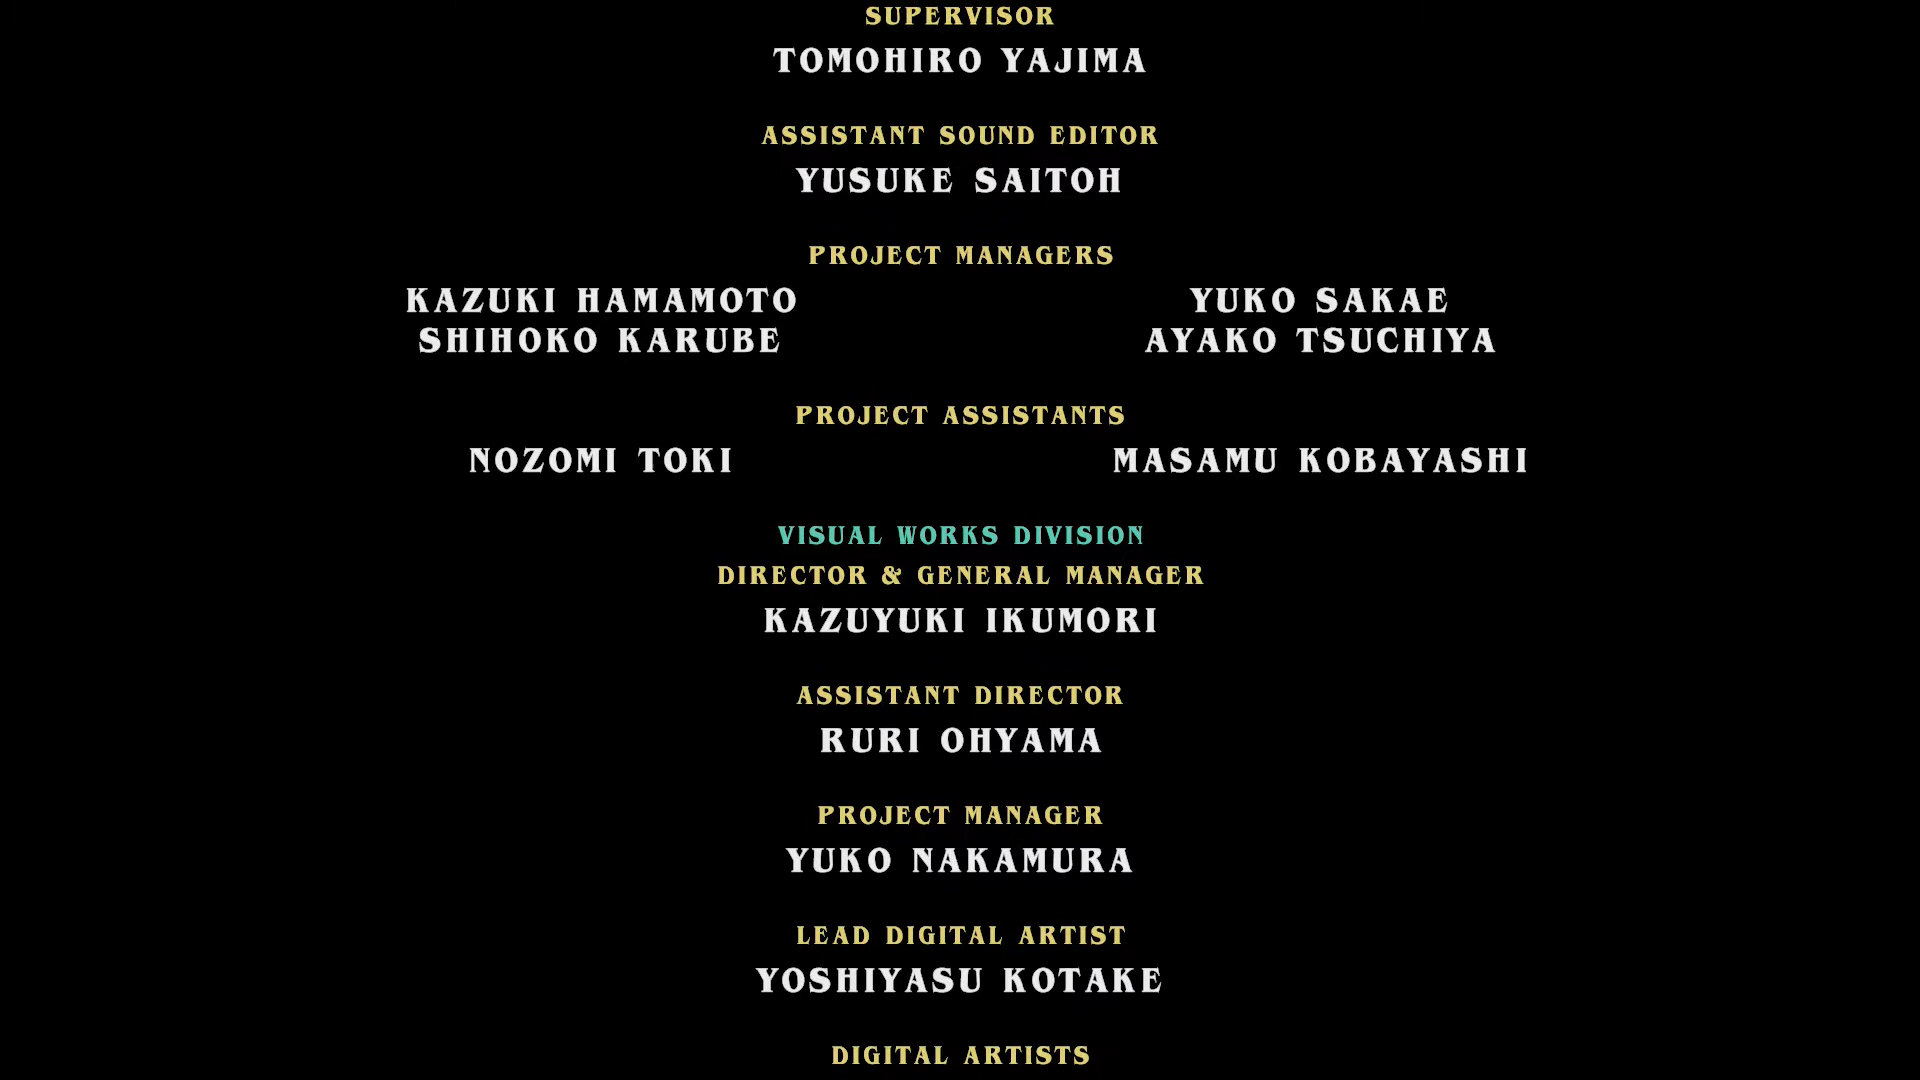 SUPERVISOR
TOMOHIRO YAJIMA
ASSISTANT SOUND EDITOR
YUSUKE SAITOH
PROJECT MANAGERS
KAZUKI HAMAMOTO YUKO SAKAE
SHIHOKO KARUBE AYAKO TSUCHIYA
PROJECT ASSISTANTS
NOZOMI TOKI MASAMU KOBAYASHI
VISUAL WORKS DIVISION
DIRECTOR & GENERAL MANAGER
KAZUYUKI IKUMORI
ASSISTANT DIRECTOR
RURI OHYAMA
PROJECT MANAGER
YUKO NAKAMURA
LEAD DIGITAL ARTIST
YOSHIYASU KOTAKE
DIGITAL ARTISTS